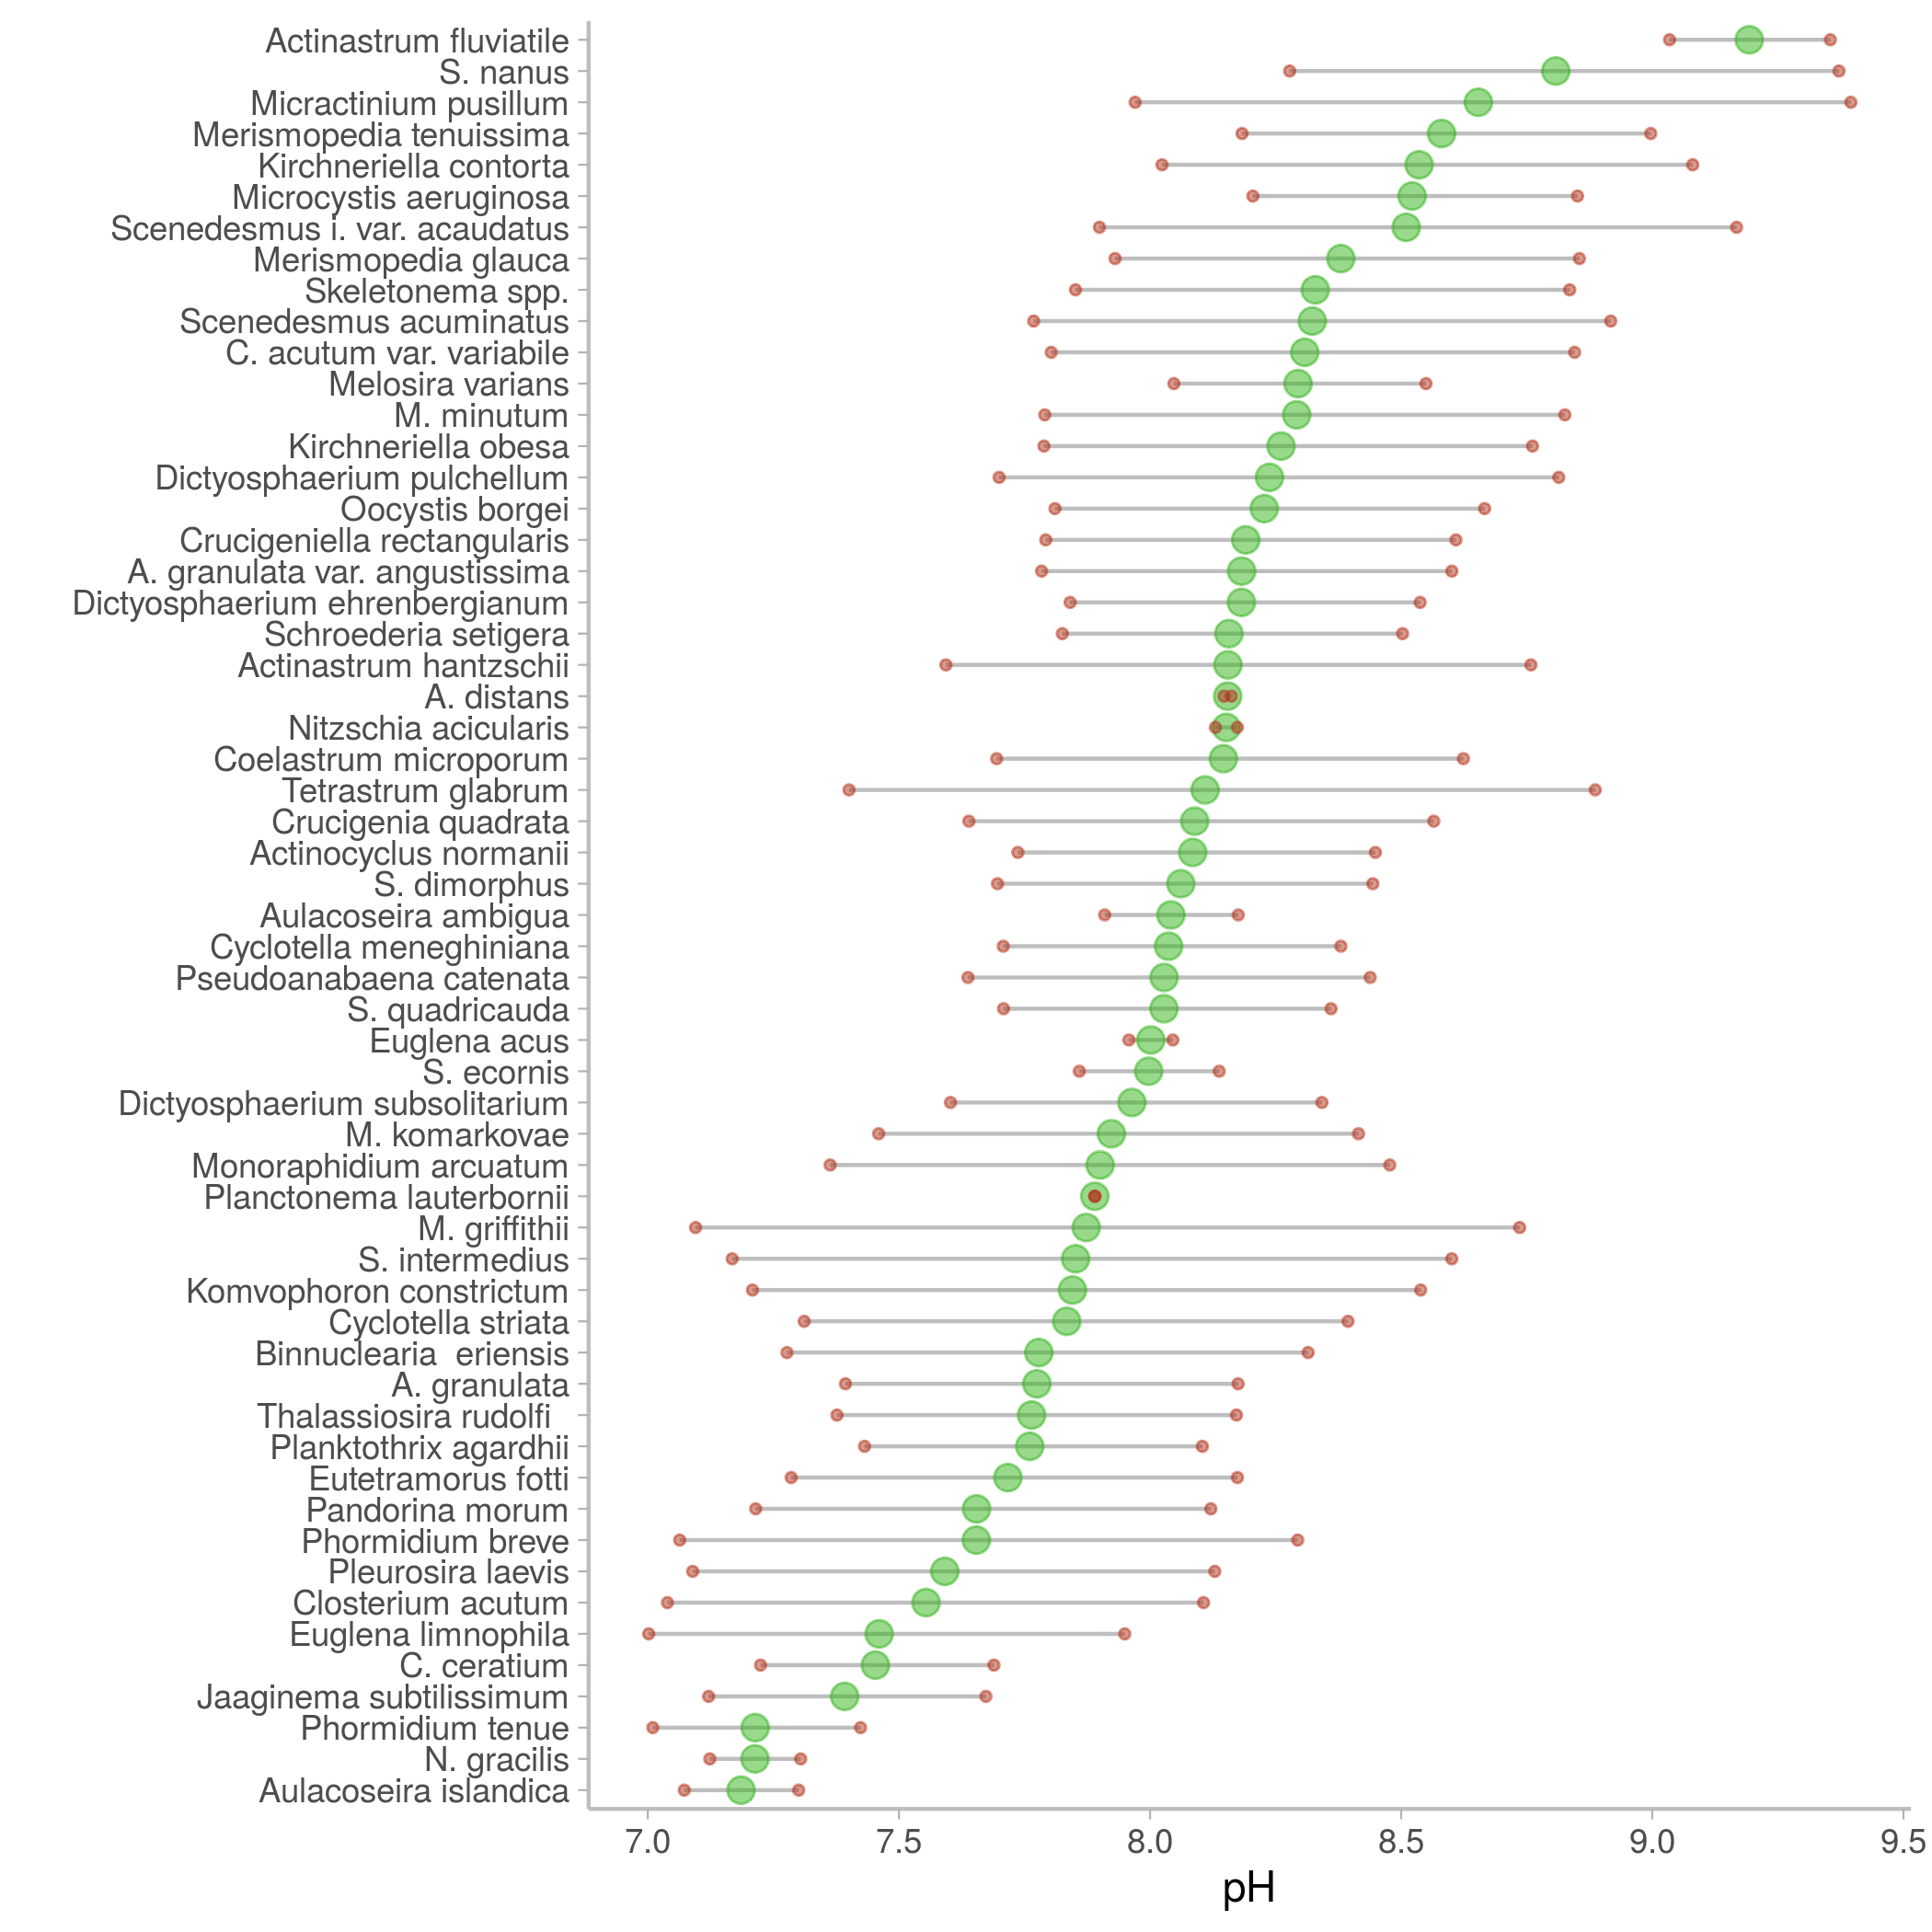 Actinastrum fluviatile
S. nanus
Micractinium pusillum
Merismopedia tenuissima
Kirchneriella contorta
Microcystis aeruginosa
Scenedesmus i. var. acaudatus
Merismopedia glauca
Skeletonema spp.
Scenedesmus acuminatus
C. acutum var. variabile
Melosira varians
M. minutum
Kirchneriella obesa
Dictyosphaerium pulchellum
Oocystis borgei
Crucigeniella rectangularis
A. granulata var. angustissima
Dictyosphaerium ehrenbergianum
Schroederia setigera
Actinastrum hantzschii
A. distans
Nitzschia acicularis
Coelastrum microporum
Tetrastrum glabrum
Crucigenia quadrata
Actinocyclus normanii
S. dimorphus
Aulacoseira ambigua
Cyclotella meneghiniana
Pseudoanabaena catenata
S. quadricauda
Euglena acus
S. ecornis
Dictyosphaerium subsolitarium
M. komarkovae
Monoraphidium arcuatum
Planctonema lauterbornii
M. griffithii
S. intermedius
Komvophoron constrictum
Cyclotella striata
Binnuclearia  eriensis
A. granulata
Thalassiosira rudolfi
Planktothrix agardhii
Eutetramorus fotti
Pandorina morum
Phormidium breve
Pleurosira laevis
Closterium acutum
Euglena limnophila
C. ceratium
Jaaginema subtilissimum
Phormidium tenue
N. gracilis
Aulacoseira islandica
7.0 7.5 8.0 8.5 9.0 9.5
pH